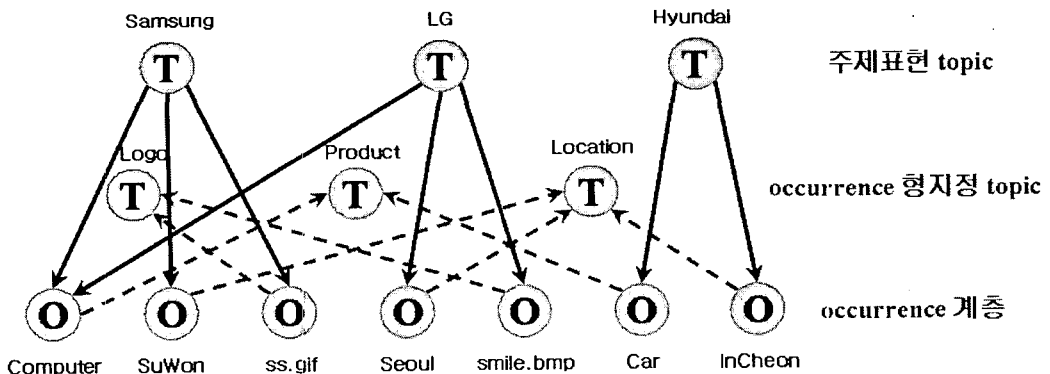 Samsung
LG
Hyundai
T
T
T
주제표현 topic
Logo
Product
Location
T
T
T
occurrence 형지정 topic
O
O
O
O
O
O
O
occurrence 계층
Computer
SuWon
ss.gif
Seoul
smile.bmp
Car
InCheon